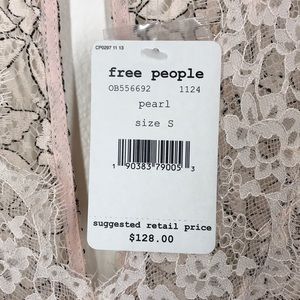 CP0297 11 13
free people
OB556692 1124
pearl
size S
1 90383 79005 3
suggested retail price
$128.00